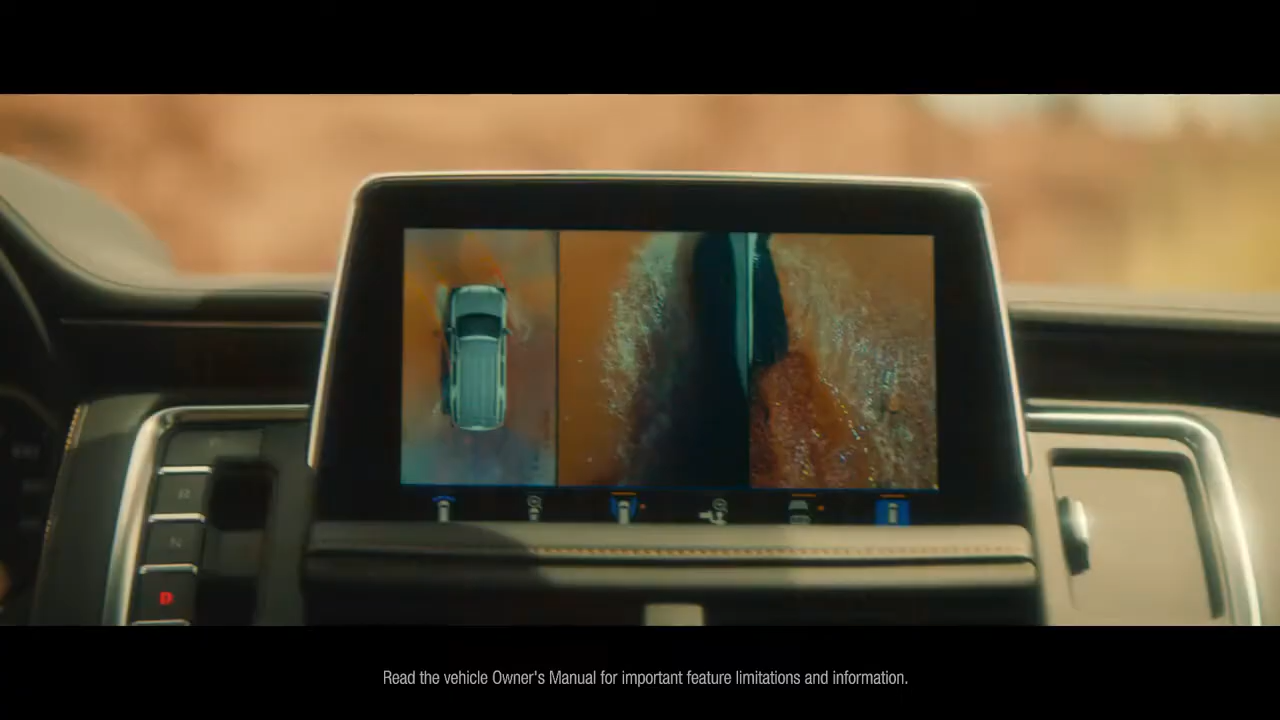 R
N
D
Read the vehicle Owner's Manual for important feature limitations and information.